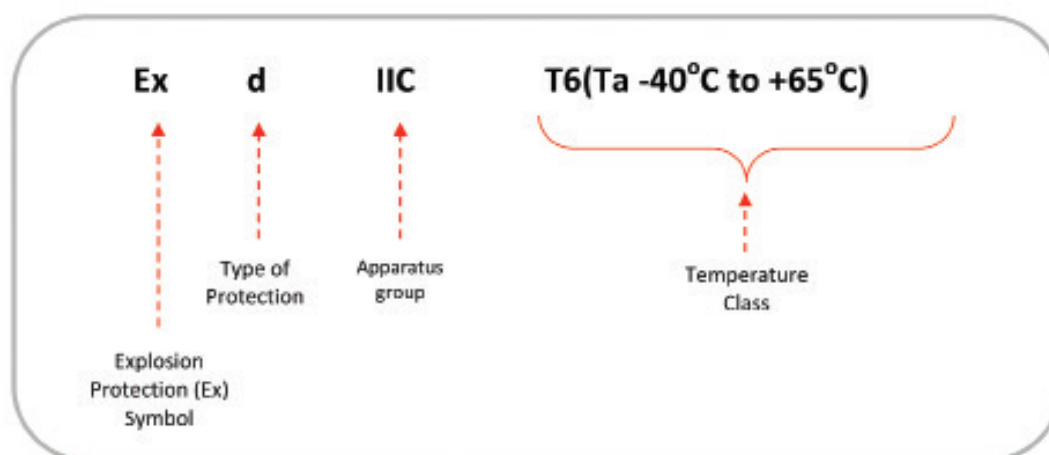 Ex d IIC T6(Ta -40°C to +65°C)
Type of
Protection
Apparatus
group
Temperature
Class
Explosion
Protection (Ex)
Symbol